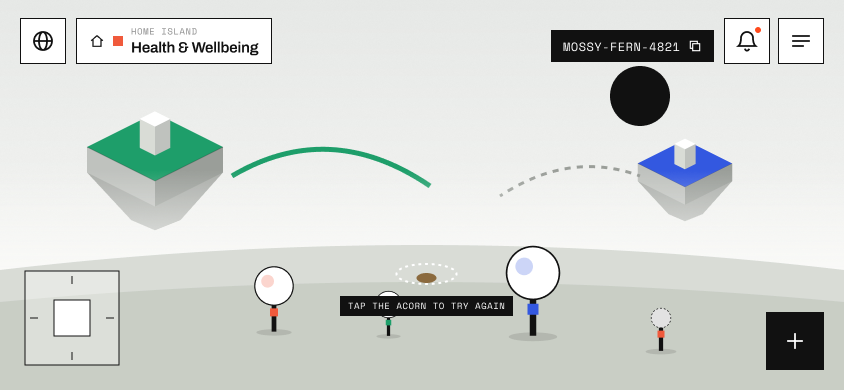 HOME ISLAND
Health & Wellbeing
MOSSY-FERN-4821
TAP THE ACORN TO TRY AGAIN